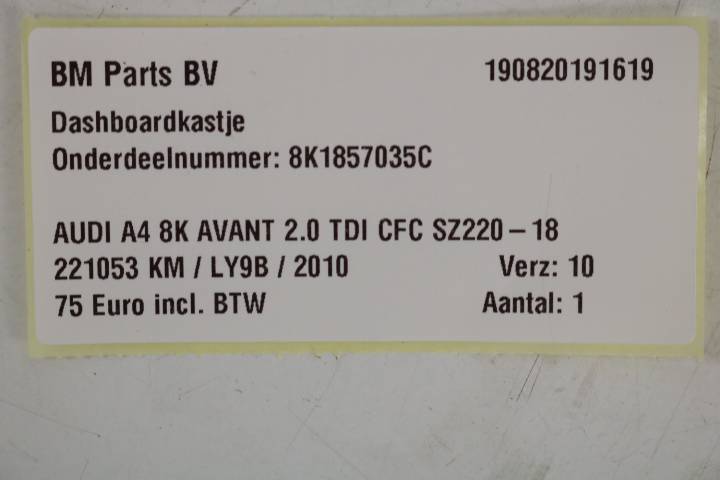 BM Parts BV 190820191619
Dashboardkastje
Onderdeelnummer: 8K1857035C
AUDI A4 8K AVANT 2.0 TDI CFC SZ220 – 18
221053 KM / LY9B / 2010 Verz: 10
75 Euro incl. BTW Aantal: 1